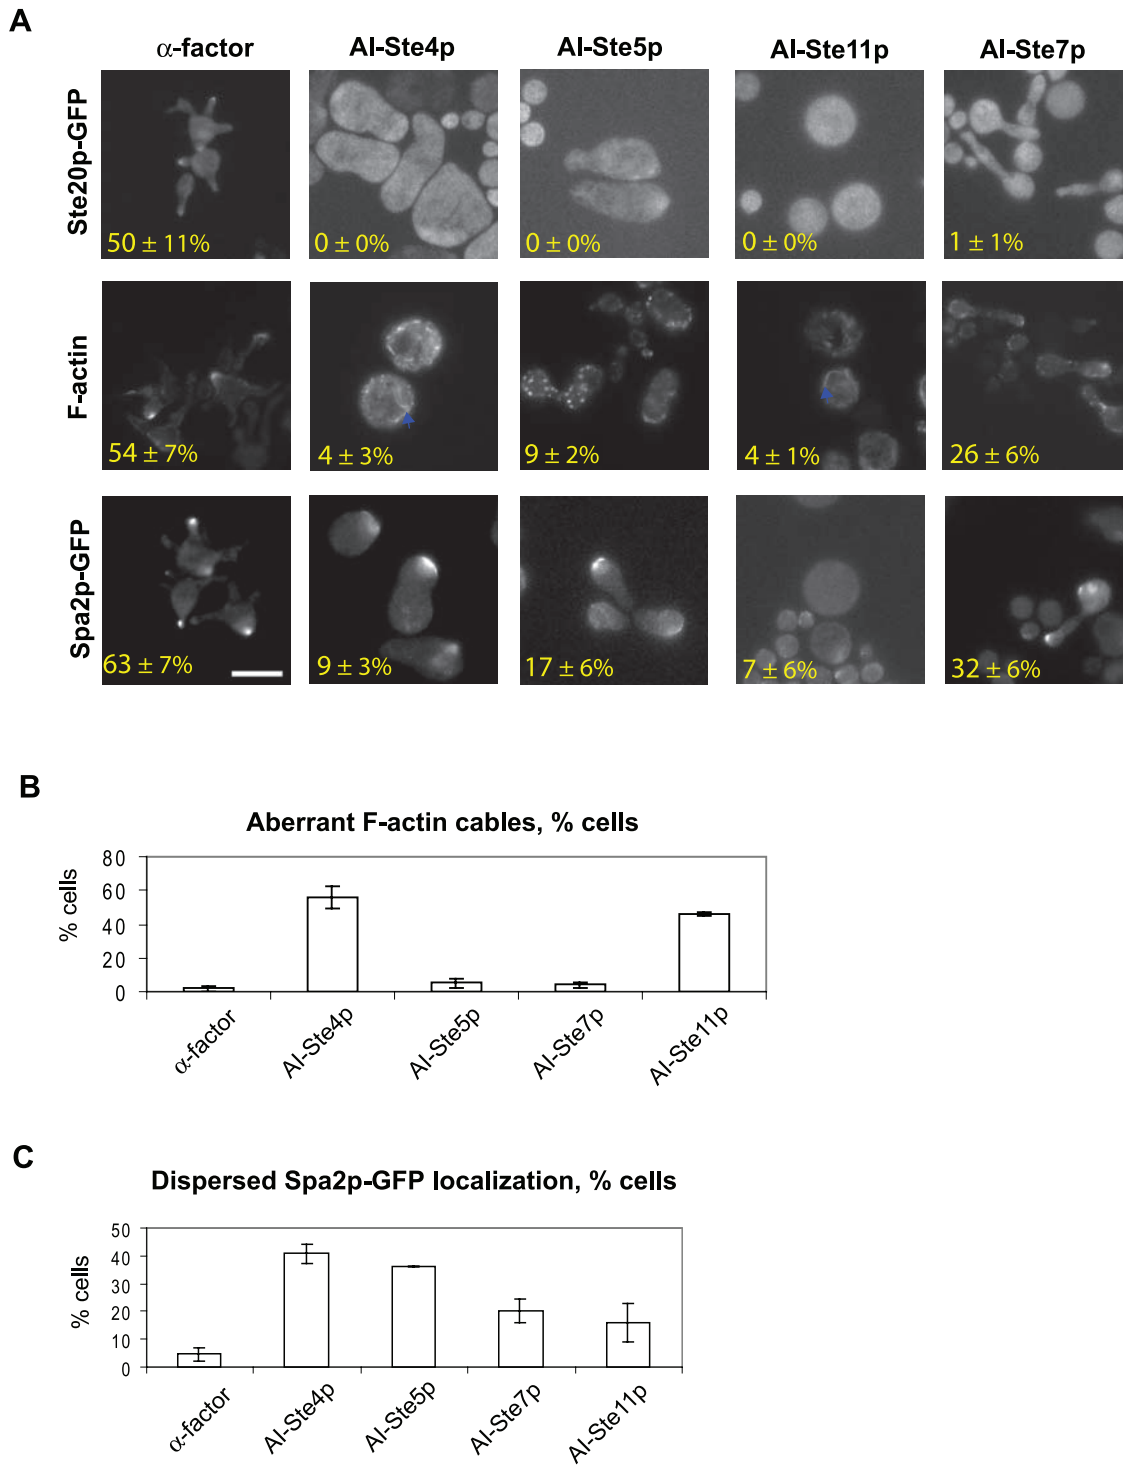 A
α-factor AI-Ste4p AI-Ste5p AI-Ste11p AI-Ste7p
Ste20p-GFP
50 ± 11% 0 ± 0% 0 ± 0% 0 ± 0% 1 ± 1%
F-actin
54 ± 7% 4 ± 3% 9 ± 2% 4 ± 1% 26 ± 6%
Spa2p-GFP
63 ± 7% 9 ± 3% 17 ± 6% 7 ± 6% 32 ± 6%
B
Aberrant F-actin cables, % cells
% cells
80
60
40
20
0
α-factor AI-Ste4p AI-Ste5p AI-Ste7p AI-Ste11p
C
Dispersed Spa2p-GFP localization, % cells
% cells
50
40
30
20
10
0
α-factor AI-Ste4p AI-Ste5p AI-Ste7p AI-Ste11p